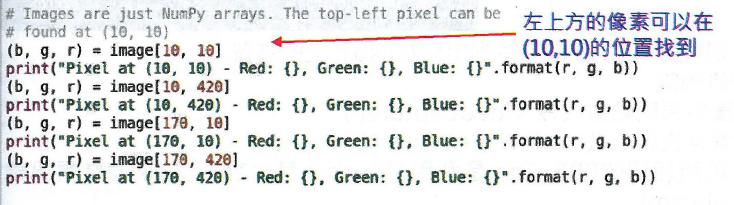 # Images are just NumPy arrays. The top-left pixel can be
# found at (10, 10)
(b, g, r) = image[10, 10]
print("Pixel at (10, 10) - Red: {}, Green: {}, Blue: {}".format(r, g, b))
(b, g, r) = image[10, 420]
print("Pixel at (10, 420) - Red: {}, Green: {}, Blue: {}".format(r, g, b))
(b, g, r) = image[170, 10]
print("Pixel at (170, 10) - Red: {}, Green: {}, Blue: {}".format(r, g, b))
(b, g, r) = image[170, 420]
print("Pixel at (170, 420) - Red: {}, Green: {}, Blue: {}".format(r, g, b))
左上方的像素可以在
(10,10)的位置找到